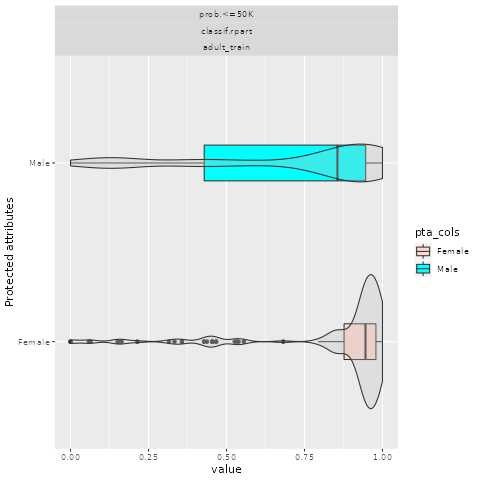 prob.<=50K
classif.rpart
adult_train
Protected attributes
Male
Female
pta_cols
Female
Male
0.00 0.25 0.50 0.75 1.00
value